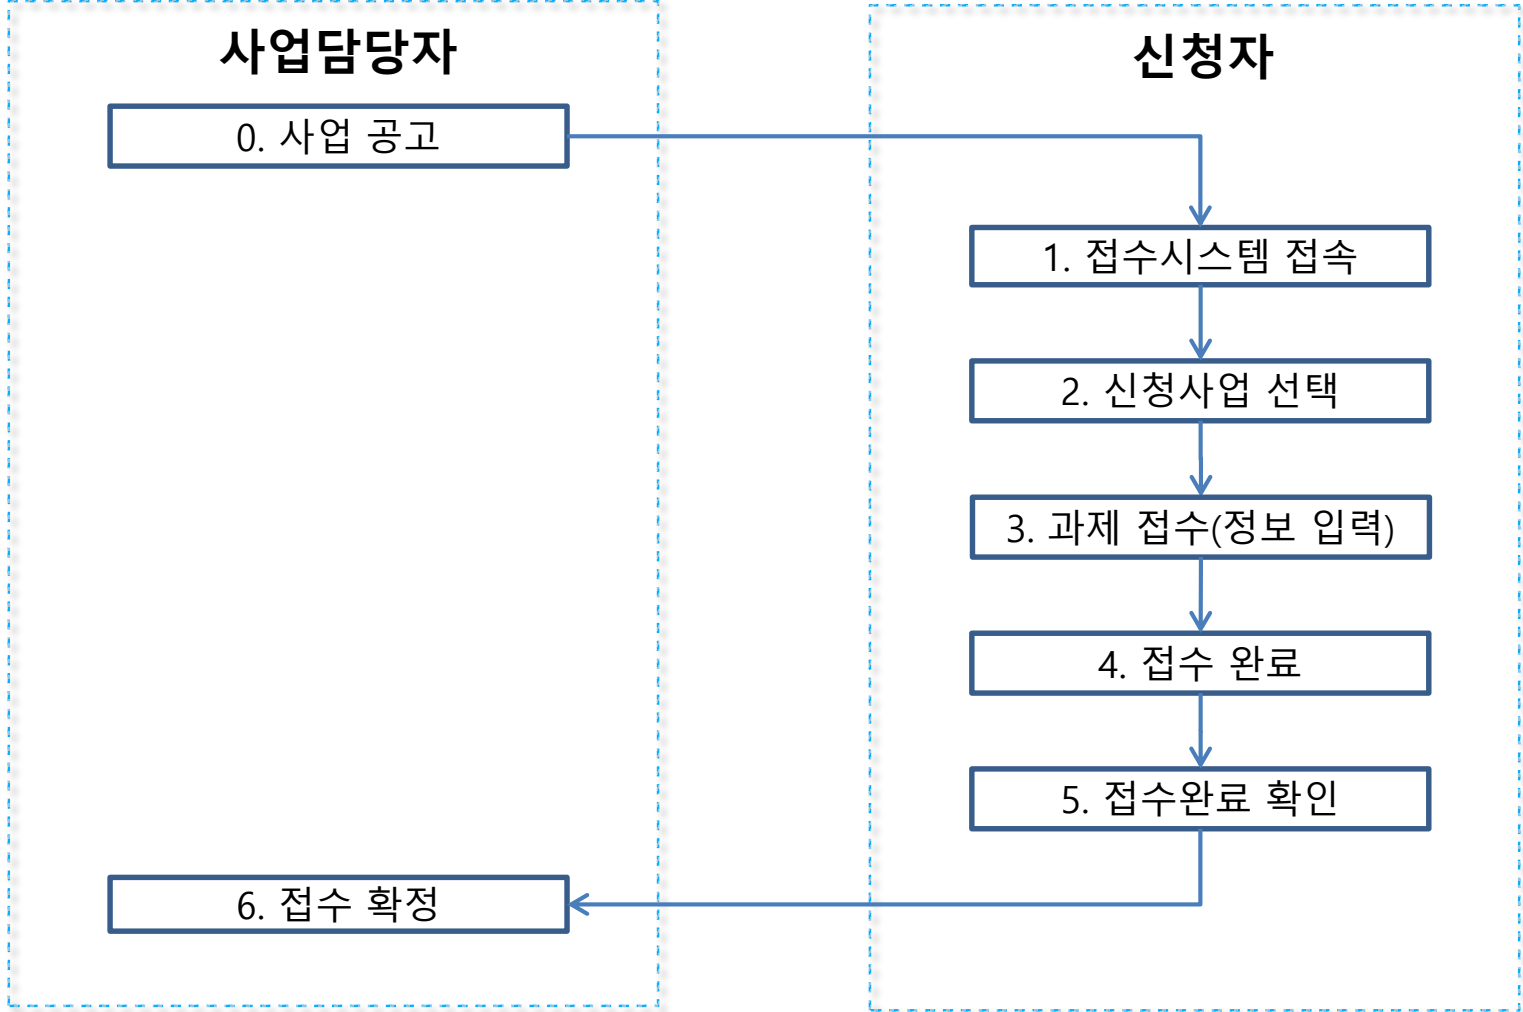 사업담당자
신청자
0. 사업 공고
1. 접수시스템 접속
2. 신청사업 선택
3. 과제 접수(정보 입력)
4. 접수 완료
5. 접수완료 확인
6. 접수 확정